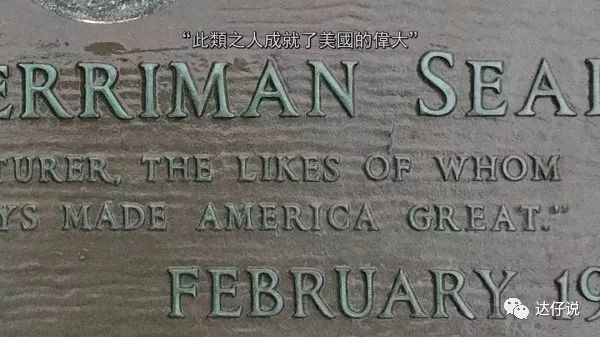 “此類之人成就了美國的偉大”
ERRIMAN SEAL
TURER, THE LIKES OF WHOM
YS MADE AMERICA GREAT.”
FEBRUARY 19
达仔说